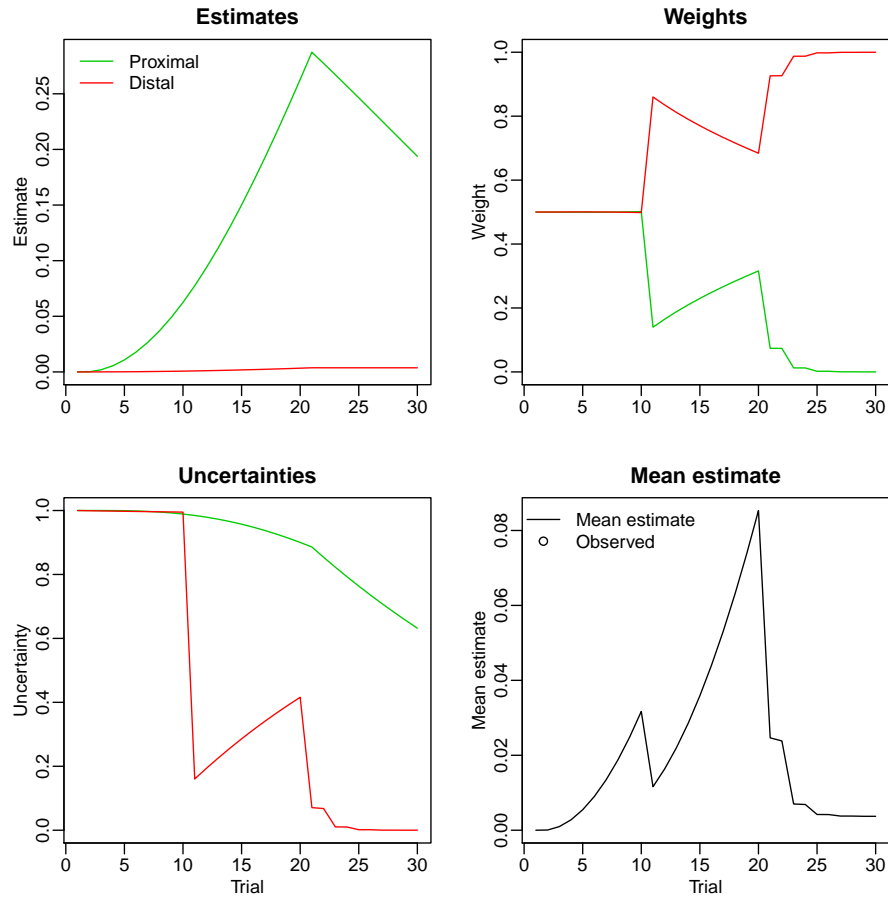 Estimates
Proximal
Distal
Estimate
0.00 0.05 0.10 0.15 0.20 0.25
0 5 10 15 20 25 30
Weights
Weight
0.0 0.2 0.4 0.6 0.8 1.0
0 5 10 15 20 25 30
Uncertainties
Uncertainty
0.0 0.2 0.4 0.6 0.8 1.0
0 5 10 15 20 25 30
Trial
Mean estimate
Mean estimate
Observed
Mean estimate
0.00 0.02 0.04 0.06 0.08
0 5 10 15 20 25 30
Trial